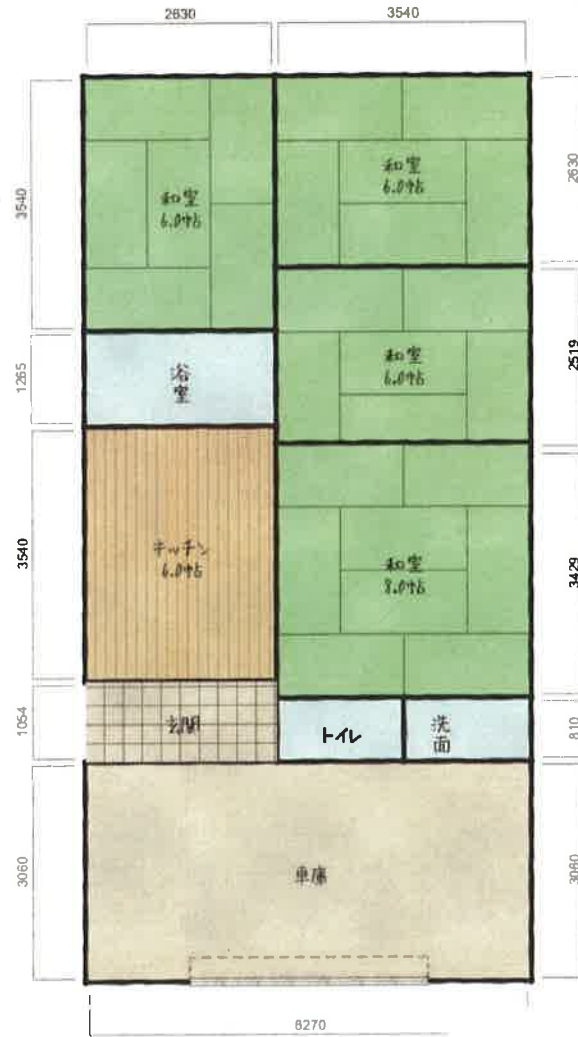 2630
3540
3540
和室
6.0帖
和室
6.0帖
2630
1265
浴
室
和室
6.0帖
2519
3540
キッチン
6.0帖
和室
8.0帖
3429
1054
玄関
トイレ
洗
面
810
3060
車庫
3060
6270